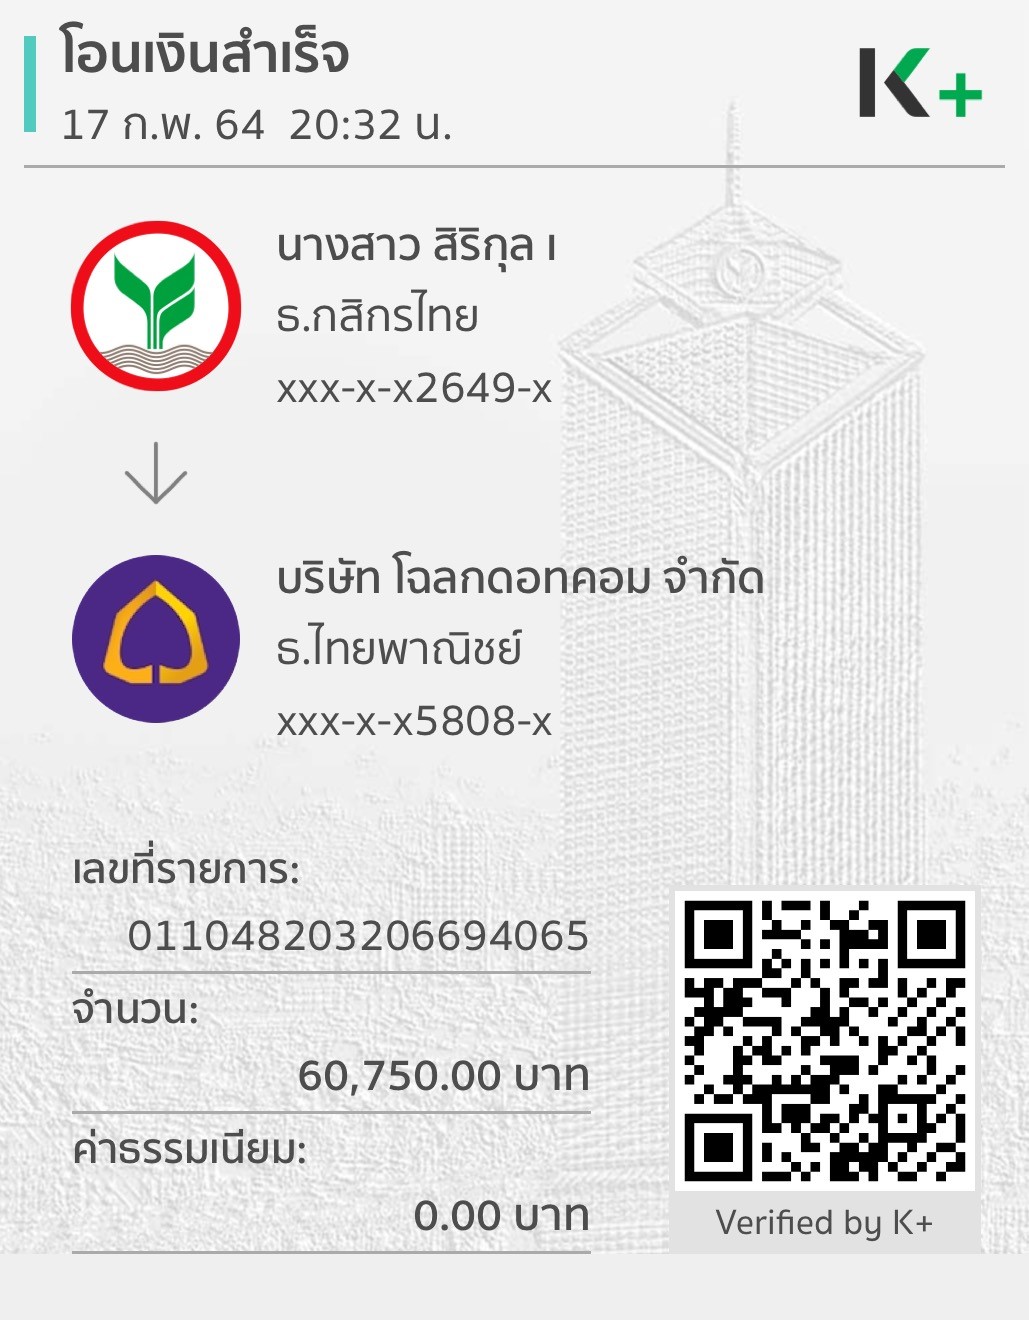 โอนเงินสำเร็จ
17 ก.พ. 64  20:32 น.
K+
นางสาว สิริกุล เ
ธ.กสิกรไทย
xxx-x-x2649-x
บริษัท โฉลกดอทคอม จำกัด
ธ.ไทยพาณิชย์
xxx-x-x5808-x
เลขที่รายการ:
011048203206694065
จำนวน:
60,750.00 บาท
ค่าธรรมเนียม:
0.00 บาท
Verified by K+